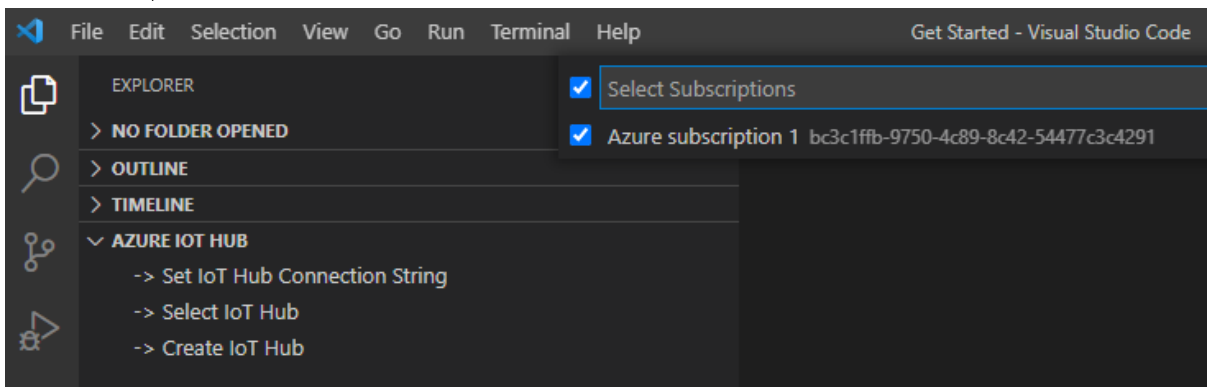 File Edit Selection View Go Run Terminal Help Get Started - Visual Studio Code
EXPLORER
Select Subscriptions
NO FOLDER OPENED
Azure subscription 1 bc3c1ffb-9750-4c89-8c42-54477c3c4291
OUTLINE
TIMELINE
AZURE IOT HUB
-> Set IoT Hub Connection String
-> Select IoT Hub
-> Create IoT Hub